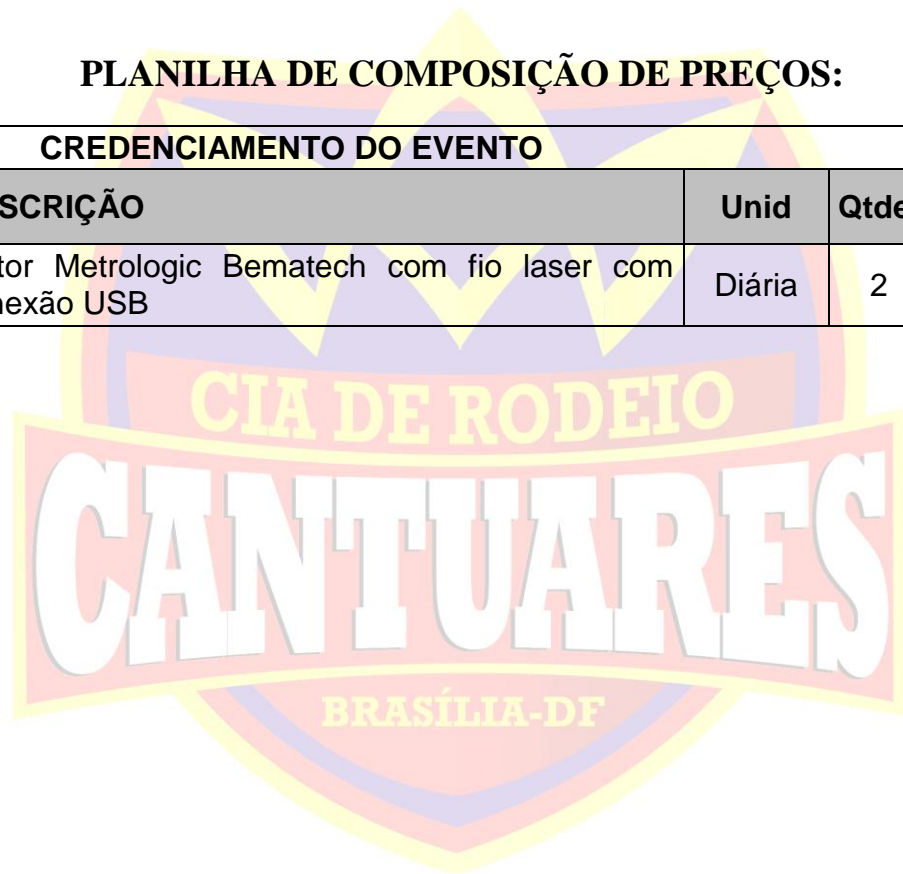 PLANILHA DE COMPOSIÇÃO DE PREÇOS:
CREDENCIAMENTO DO EVENTO
SCRIÇÃO Unid Qtde
tor Metrologic Bematech com fio laser com
nexão USB Diária 2
CIA DE RODEIO
CANTUARES
BRASÍLIA-DF